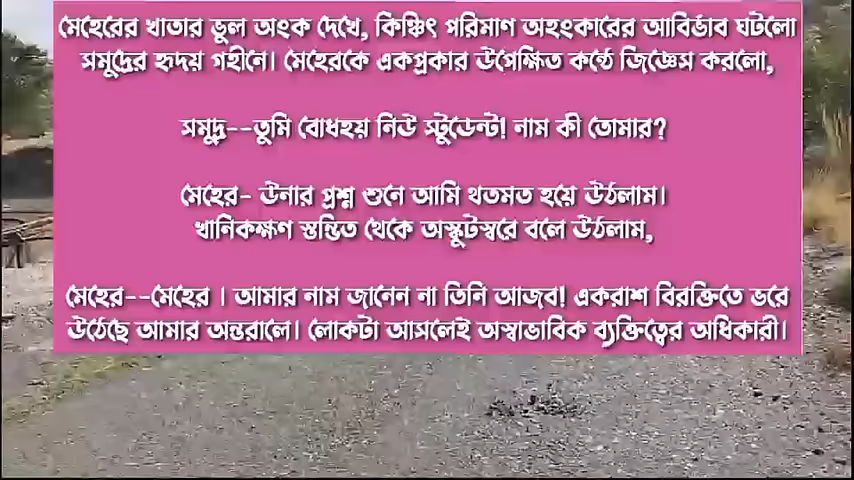 মেহেরের খাতার ভুল অংক দেখে, কিঞ্চিৎ পরিমাণ অহংকারের আবির্ভাব ঘটলো
সমুদ্রের হৃদয় গহীনে। মেহেরকে একপ্রকার উপেক্ষিত কন্ঠে জিজ্ঞেস করলো,
সমুদ্র--তুমি বোধহয় নিউ স্টুডেন্ট! নাম কী তোমার?
মেহের- উনার প্রশ্ন শুনে আমি থতমত হয়ে উঠলাম।
খানিকক্ষণ স্তম্ভিত থেকে অস্ফুটস্বরে বলে উঠলাম,
মেহের--মেহের । আমার নাম জানেন না তিনি আজব! একরাশ বিরক্তিতে ভরে
উঠেছে আমার অন্তরালে। লোকটা আসলেই অস্বাভাবিক ব্যক্তিত্বের অধিকারী।